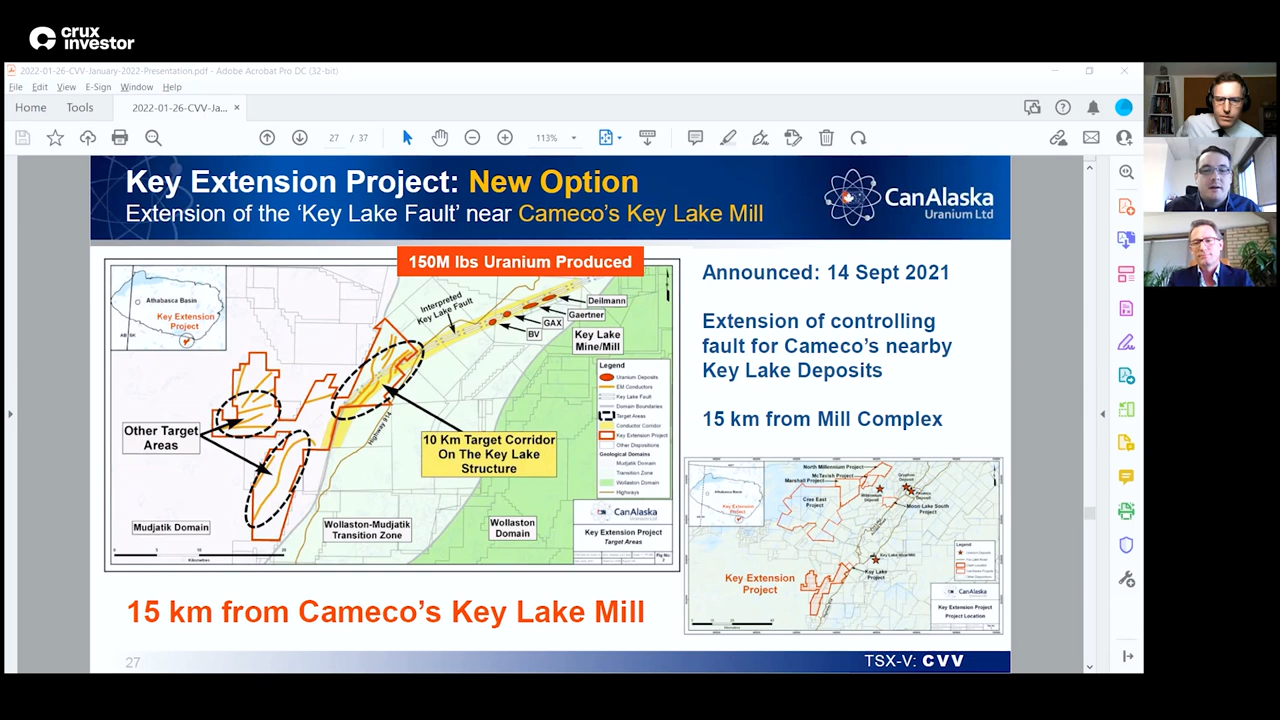 crux
investor
2022-01-26-CVV-January-2022-Presentation.pdf - Adobe Acrobat Pro DC (32-bit)
File Edit View E-Sign Window Help
Home Tools 2022-01-26-CVV-Ja... ×
27 / 37 113%
Key Extension Project: New Option
Extension of the ‘Key Lake Fault’ near Cameco’s Key Lake Mill
CanAlaska
Uranium Ltd
150M lbs Uranium Produced
Athabasca Basin
Key Extension
Project
Interpreted
Key Lake Fault
Deilmann
Gaertner
GAX
BV
Key Lake
Mine/Mill
Legend
Uranium Deposits
EM Conductors
Key Lake Fault
Domain Boundaries
Target Areas
Conductor Corridor
Key Extension Project
Other Dispositions
Geological Domains
Mudjatik Domain
Transition Zone
Wollaston Domain
Highways
Other Target
Areas
Highway 914
10 Km Target Corridor
On The Key Lake
Structure
Mudjatik Domain
Wollaston-Mudjatik
Transition Zone
Wollaston
Domain
CanAlaska
Key Extension Project
Target Areas
Kilometres
15 km from Cameco’s Key Lake Mill
Announced: 14 Sept 2021
Extension of controlling
fault for Cameco’s nearby
Key Lake Deposits
15 km from Mill Complex
North Millennium Project
McTavish Project
Marshall Project
Cree East
Project
Moon Lake South
Project
Key Lake
Project
Key Extension
Project
Legend
CanAlaska
Key Extension Project
Project Location
27
TSX-V: CVV